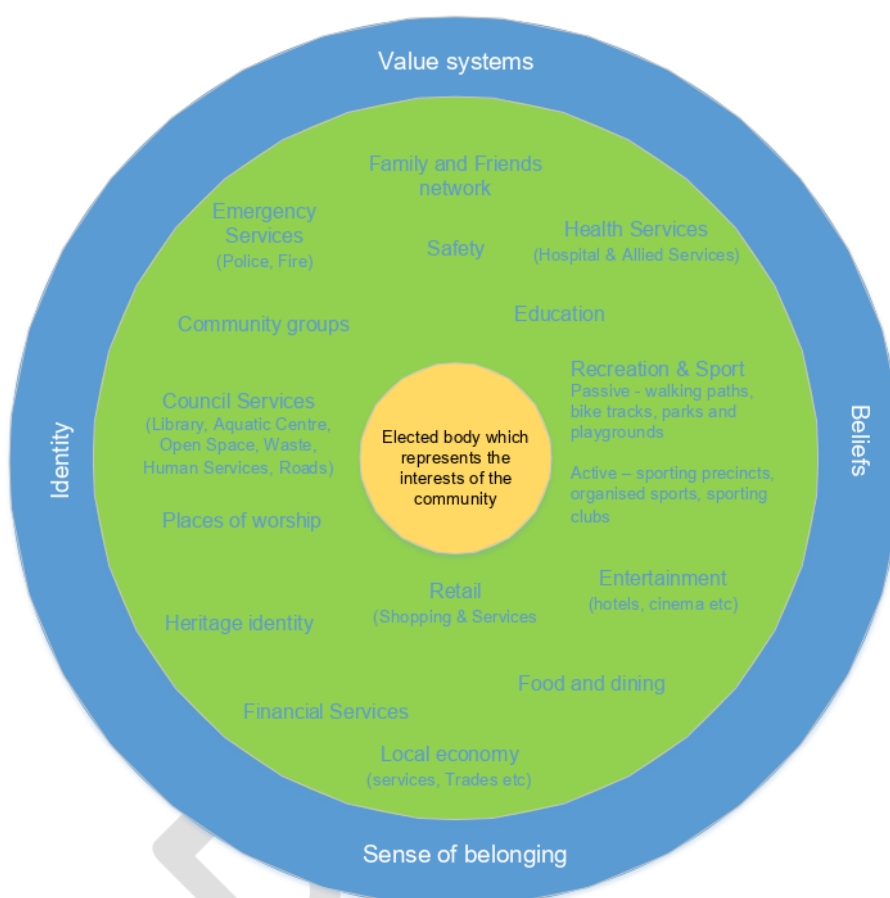 Value systems
Family and Friends
network
Emergency
Services
(Police, Fire)
Safety
Health Services
(Hospital & Allied Services)
Community groups
Education
Identity
Council Services
(Library, Aquatic Centre,
Open Space, Waste,
Human Services, Roads)
Elected body which
represents the
interests of the
community
Recreation & Sport
Passive - walking paths,
bike tracks, parks and
playgrounds
Active – sporting precincts,
organised sports, sporting
clubs
Beliefs
Places of worship
Retail
(Shopping & Services
Entertainment
(hotels, cinema etc)
Heritage identity
Food and dining
Financial Services
Local economy
(services, Trades etc)
Sense of belonging